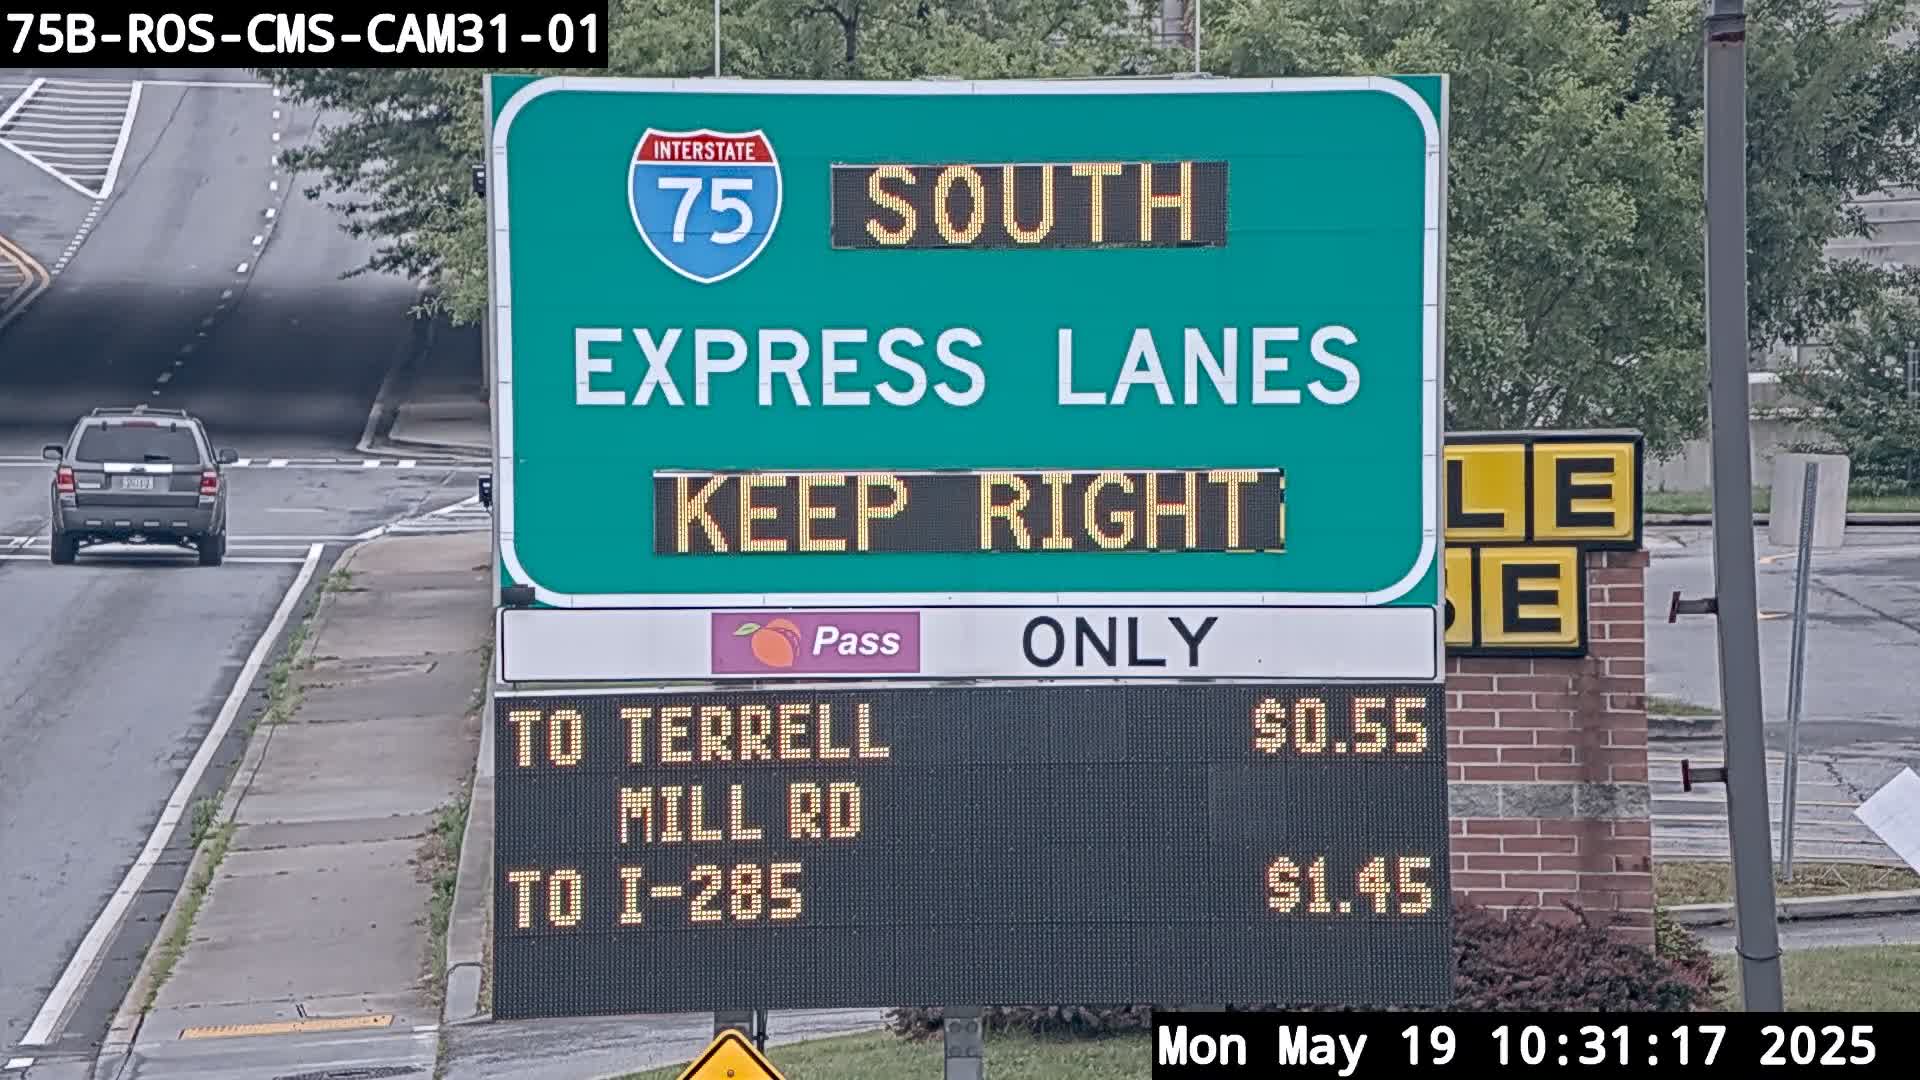 75B-ROS-CMS-CAM31-01
INTERSTATE
75
SOUTH
EXPRESS LANES
KEEP RIGHT
Pass ONLY
TO TERRELL $0.55
MILL RD
TO I-285 $1.45
LE
E
Mon May 19 10:31:17 2025